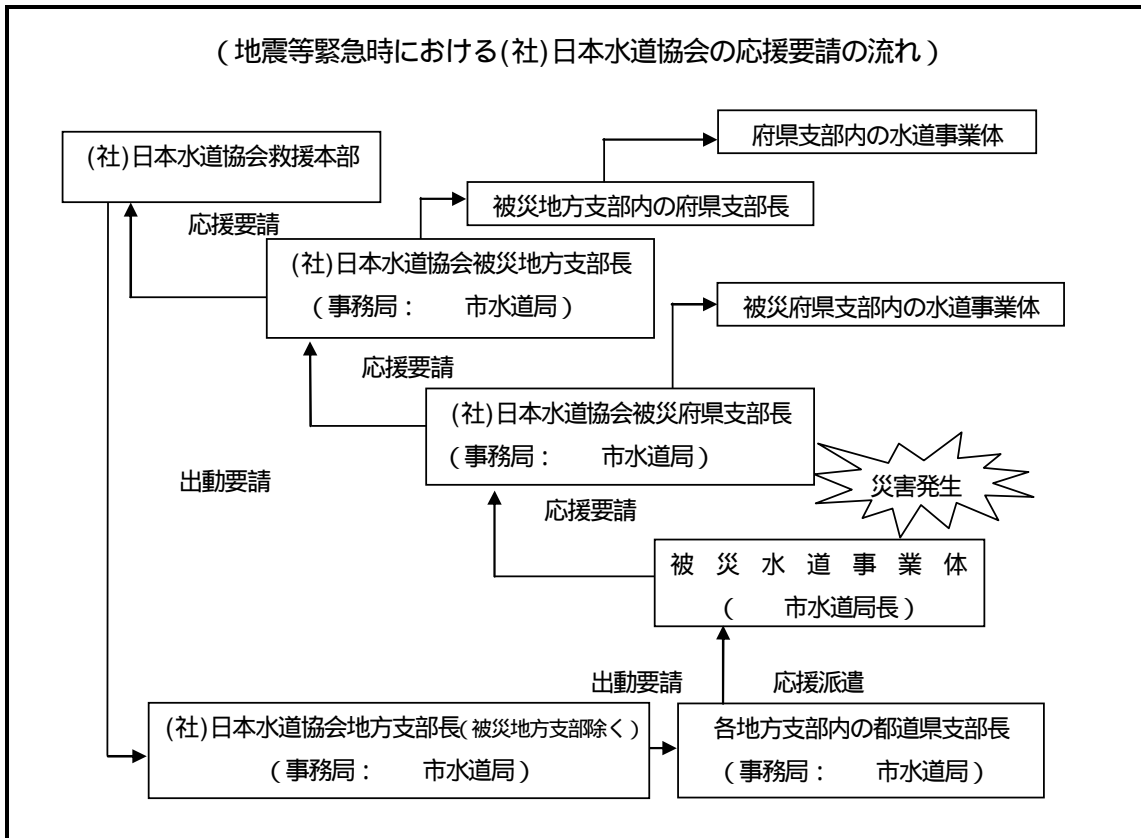 (地震等緊急時における(社)日本水道協会の応援要請の流れ)
府県支部内の水道事業体
(社)日本水道協会救援本部
被災地方支部内の府県支部長
応援要請
(社)日本水道協会被災地方支部長
(事務局: 市水道局)
被災府県支部内の水道事業体
応援要請
(社)日本水道協会被災府県支部長
(事務局: 市水道局)
出動要請
災害発生
応援要請
被災水道事業体
( 市水道局長)
出動要請
応援派遣
(社)日本水道協会地方支部長(被災地方支部除く)
(事務局: 市水道局)
各地方支部内の都道県支部長
(事務局: 市水道局)